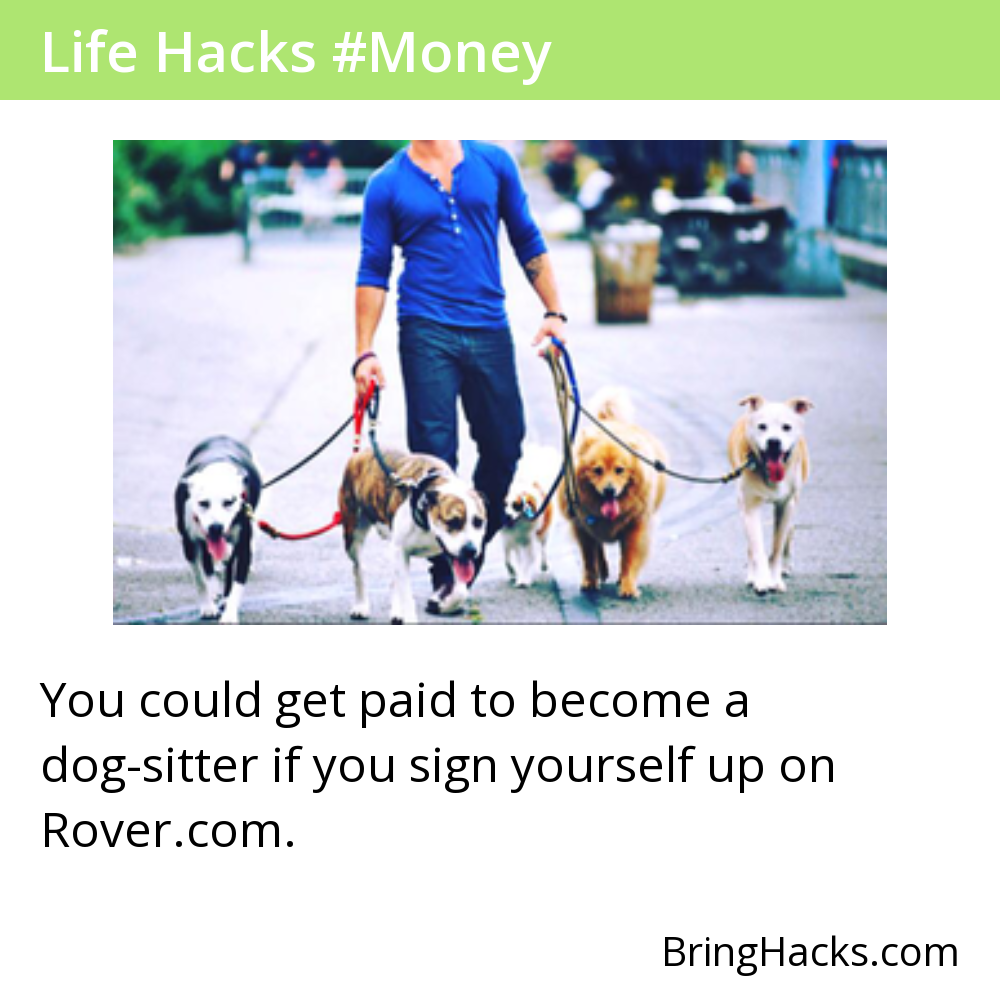 Life Hacks #Money
You could get paid to become a
dog-sitter if you sign yourself up on
Rover.com.
BringHacks.com